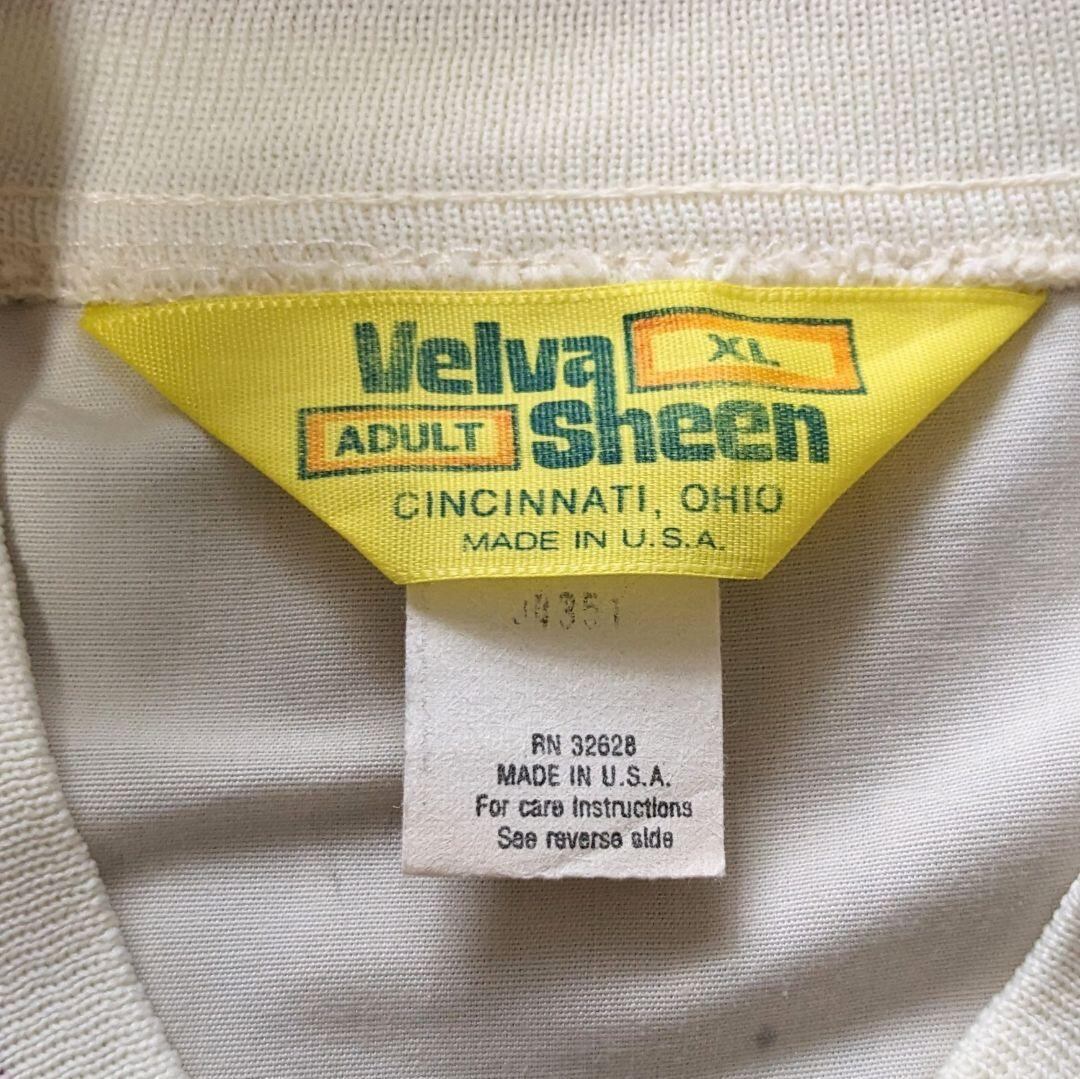 Velva XL
ADULT Sheen
CINCINNATI, OHIO
MADE IN U.S.A.
RN 32628
MADE IN U.S.A.
For care Instructions
See reverse side